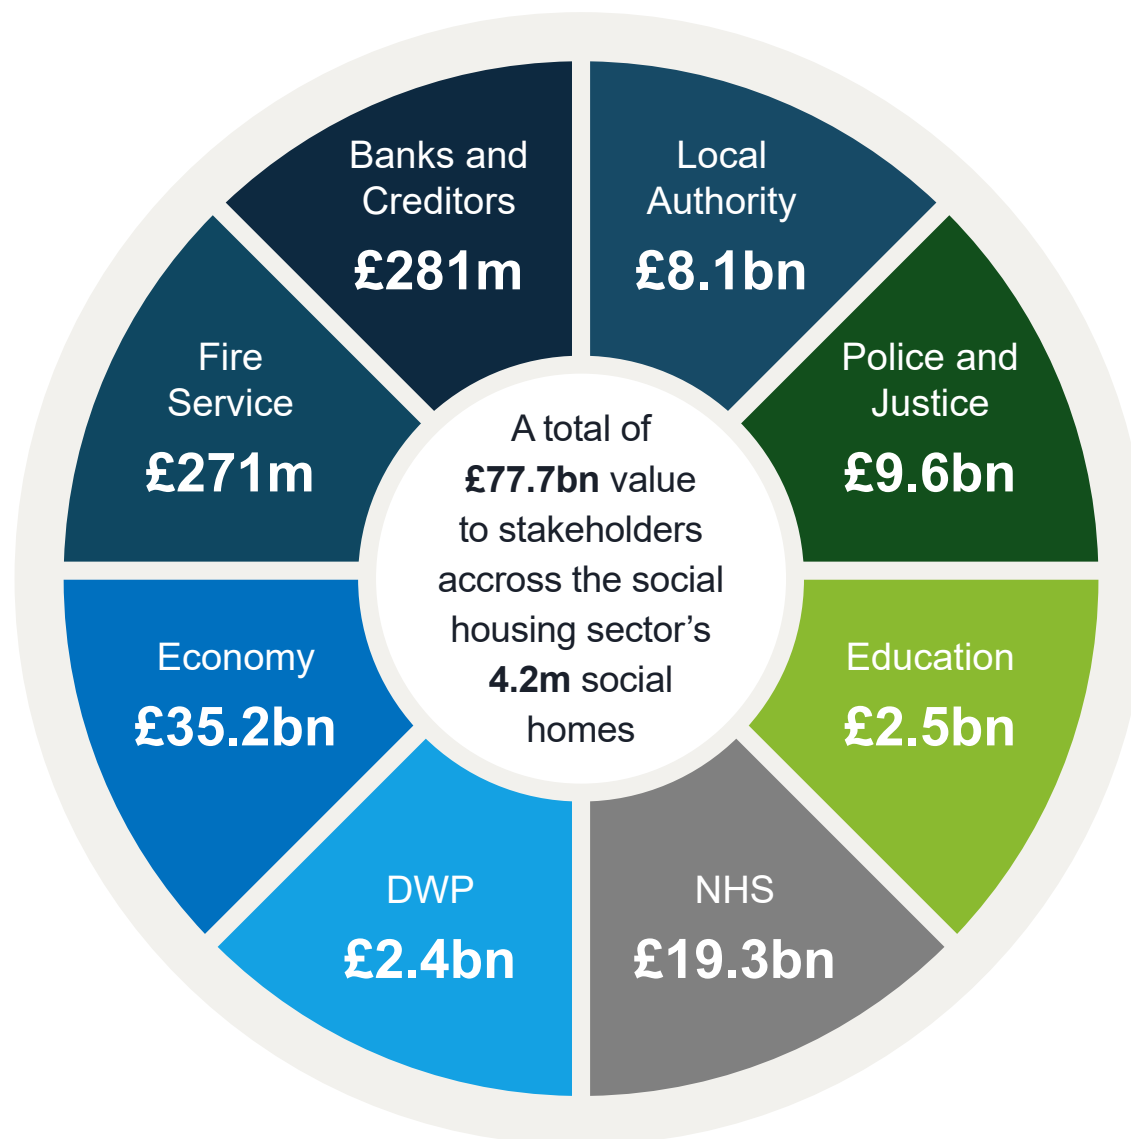 Banks and
Creditors
£281m
Local
Authority
£8.1bn
Police and
Justice
£9.6bn
Education
£2.5bn
NHS
£19.3bn
DWP
£2.4bn
Economy
£35.2bn
Fire
Service
£271m
A total of
£77.7bn value
to stakeholders
accross the social
housing sector’s
4.2m social
homes